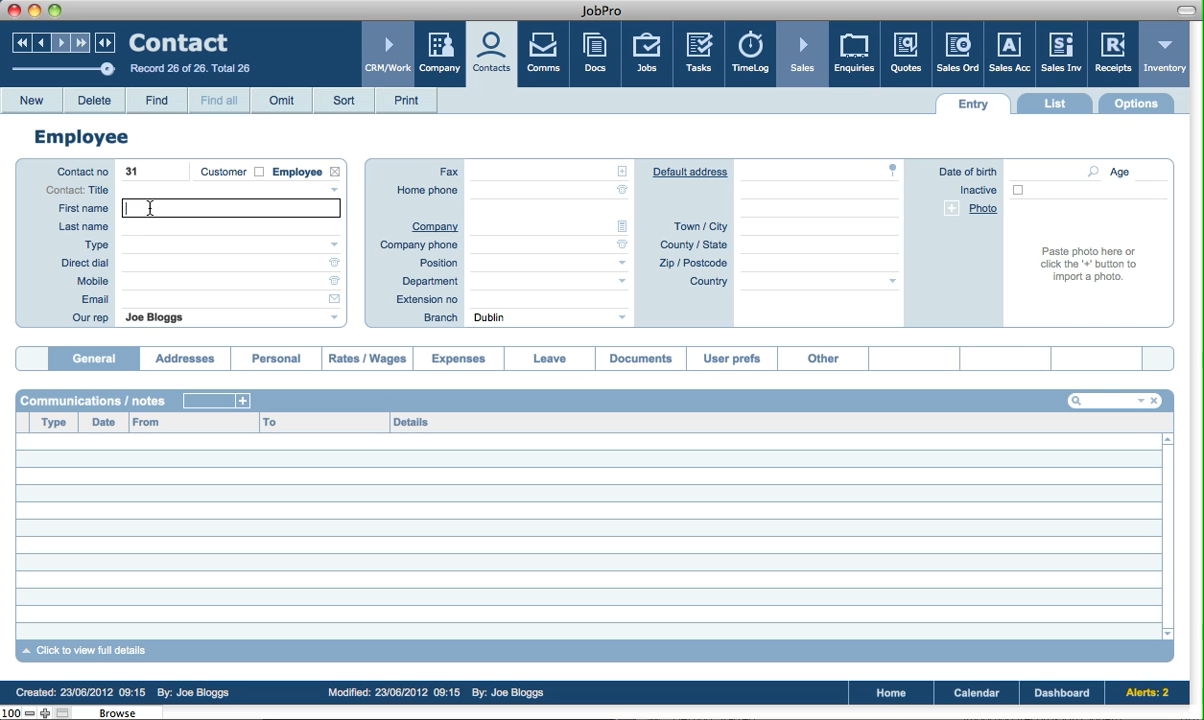 JobPro
Contact
Record 26 of 26. Total 26
CRM/Work
Company
Contacts
Comms
Docs
Jobs
Tasks
TimeLog
Sales
Enquiries
Quotes
Sales Ord
Sales Acc
Sales Inv
Receipts
Inventory
New
Delete
Find
Find all
Omit
Sort
Print
Entry
List
Options
Employee
Contact no 31 Customer Employee
Contact: Title
First name
Last name
Type
Direct dial
Mobile
Email
Our rep Joe Bloggs
Fax
Home phone
Company
Company phone
Position
Department
Extension no
Branch Dublin
Default address
Town / City
County / State
Zip / Postcode
Country
Date of birth Age
Inactive
Photo
Paste photo here or
click the '+' button to
import a photo.
General
Addresses
Personal
Rates / Wages
Expenses
Leave
Documents
User prefs
Other
Communications / notes
Type
Date
From
To
Details
Click to view full details
Created: 23/06/2012 09:15 By: Joe Bloggs
Modified: 23/06/2012 09:15 By: Joe Bloggs
Home
Calendar
Dashboard
Alerts: 2
100
Browse